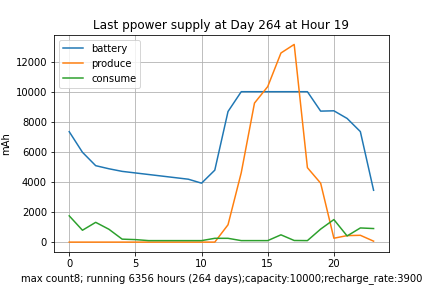 Last ppower supply at Day 264 at Hour 19
battery
produce
consume
12000
10000
8000
6000
4000
2000
0
mAh
0 5 10 15 20
max count8; running 6356 hours (264 days);capacity:10000;recharge_rate:3900